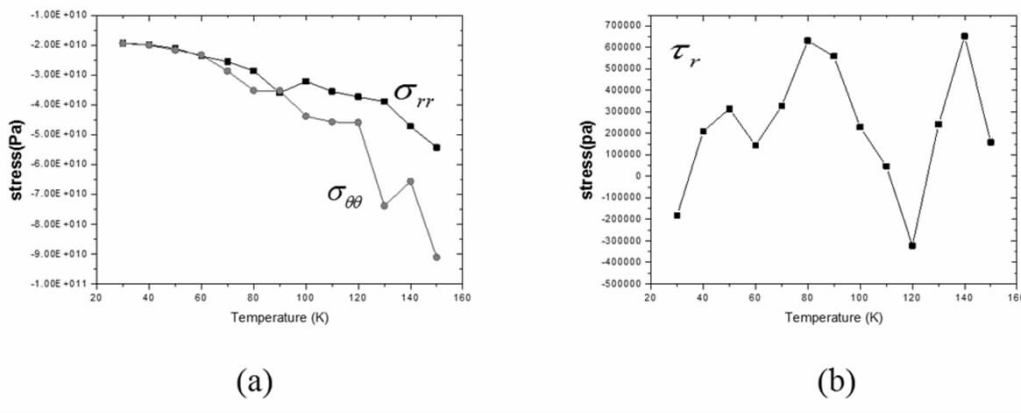 -1.00E+010
-2.00E +010
-3.00E+010
-4.00E+010
-5.00E+010
-6.00E+010
-7.00E+010
-8.00E+010
-9.00E+010
-1.00E+011
20 40 60 80 100 120 140 160
Temperature (K)
stress(Pa)
σrr
σθθ
(a)
700000
600000
500000
400000
300000
200000
100000
0
-100000
-200000
-300000
-400000
-500000
20 40 60 80 100 120 140 160
Temperature (K)
stress(pa)
τr
(b)